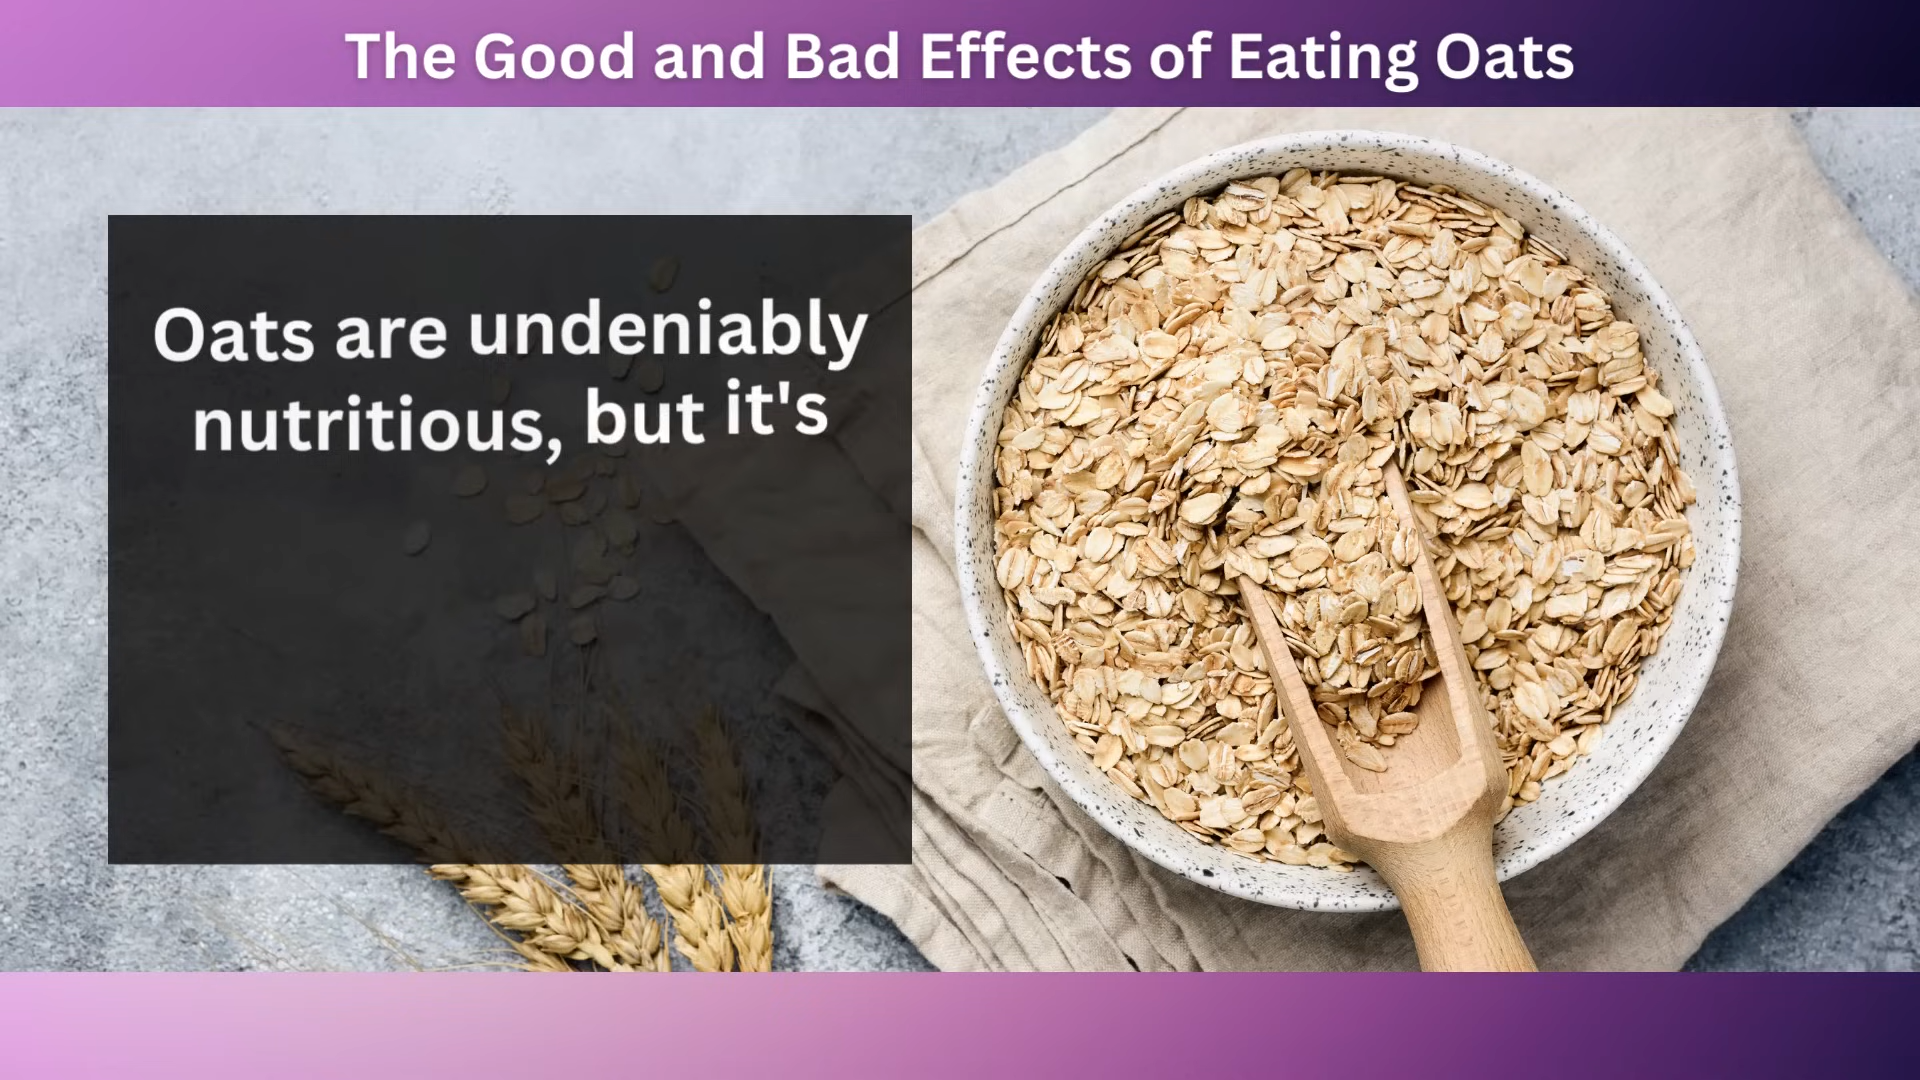 The Good and Bad Effects of Eating Oats
Oats are undeniably
nutritious, but it's